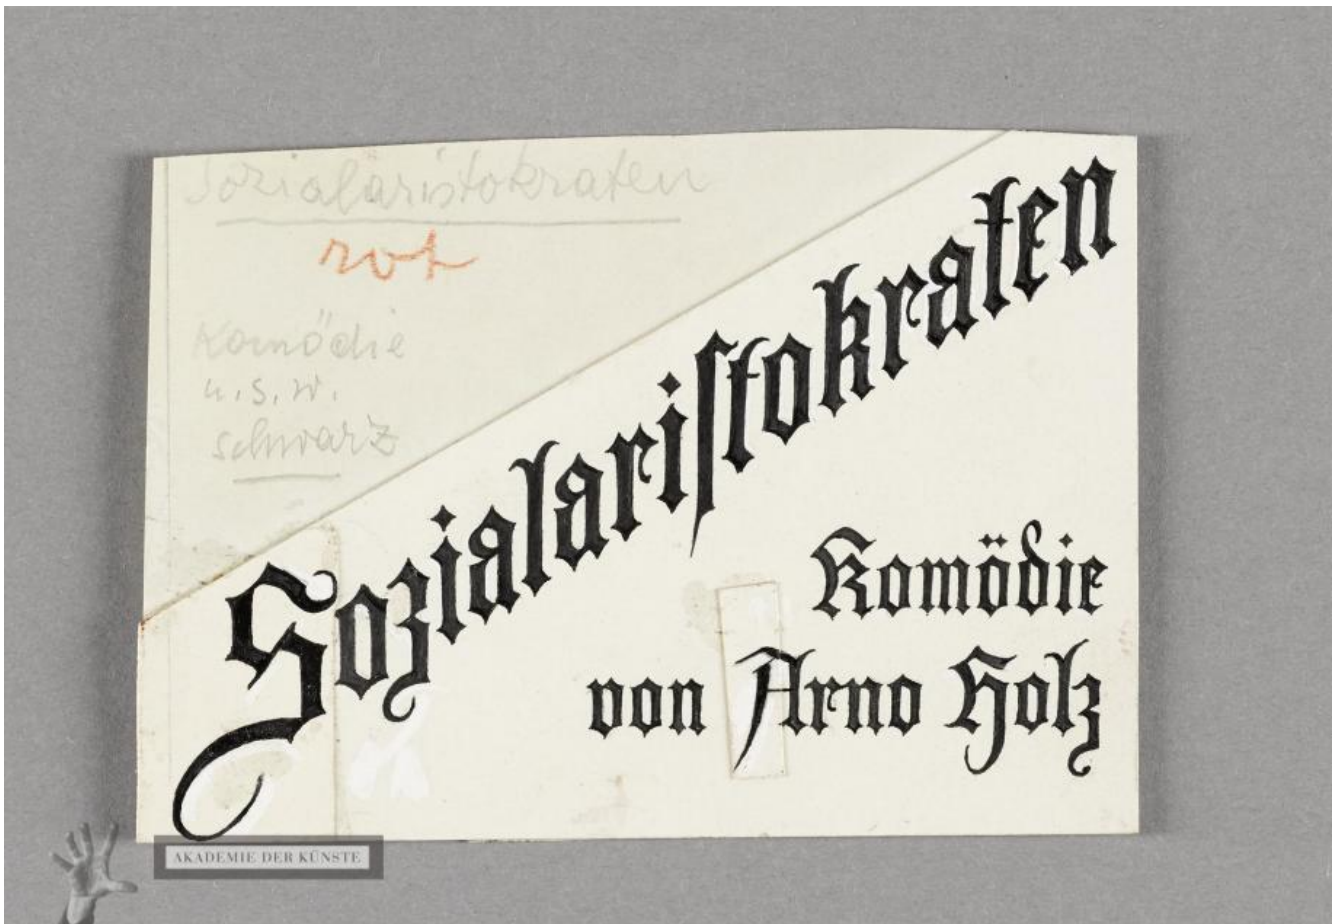 Sozialaristokraten
rot
Komödie
u.s.w.
schwarz
Sozialariſtokraten
Komödie
von Arno Holz
AKADEMIE DER KÜNSTE